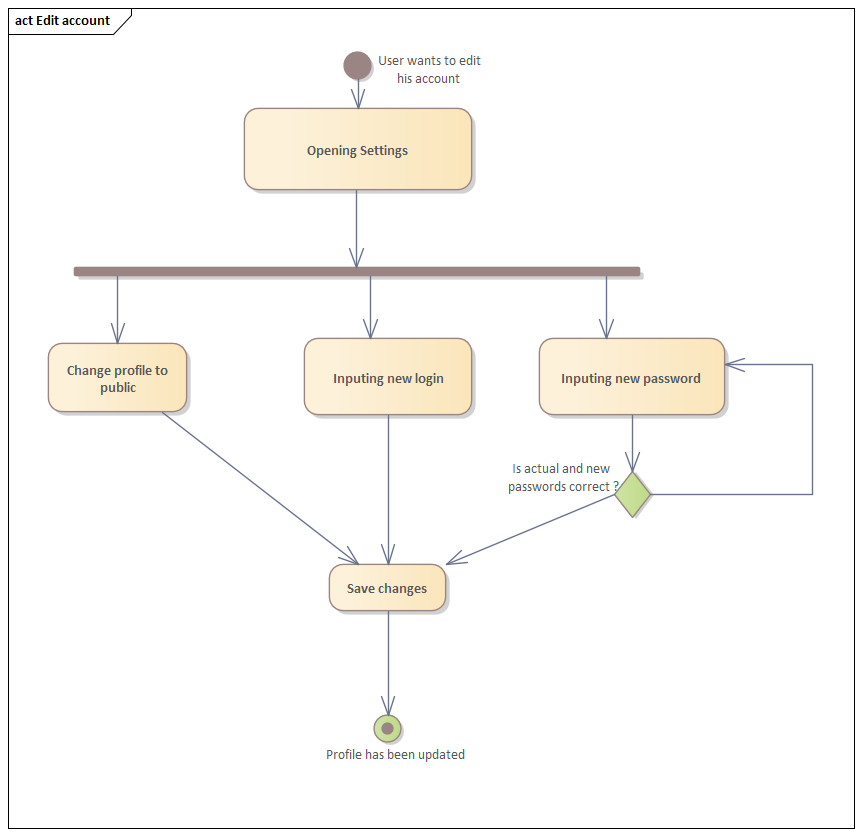 act Edit account
User wants to edit
his account
Opening Settings
Change profile to
public
Inputing new login
Inputing new password
Is actual and new
passwords correct ?
Save changes
Profile has been updated